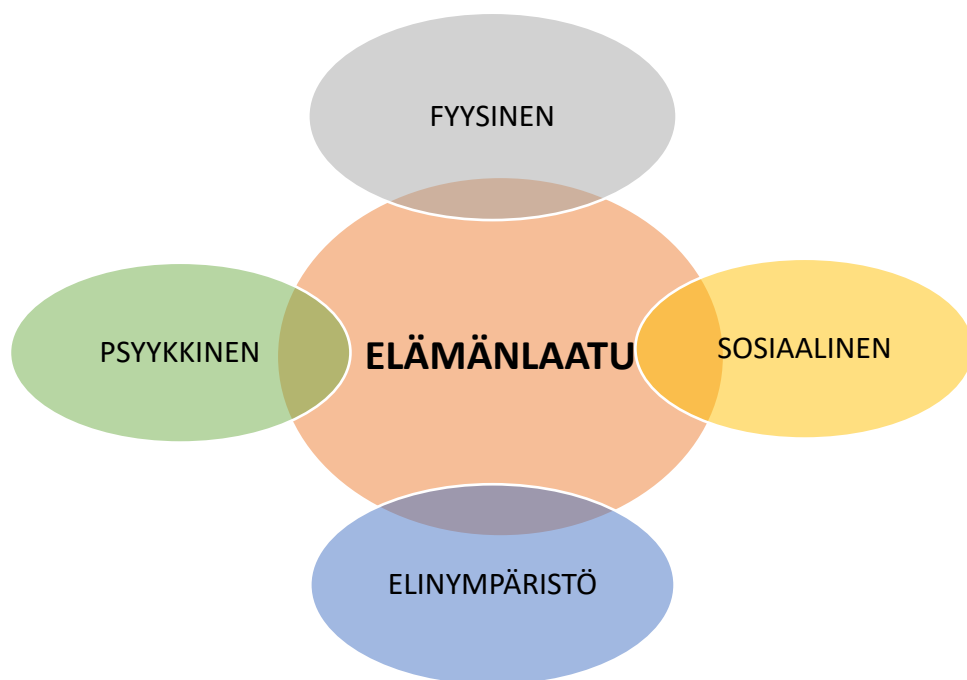 FYYSINEN
PSYYKKINEN
ELÄMÄNLAATU
SOSIAALINEN
ELINYMPÄRISTÖ